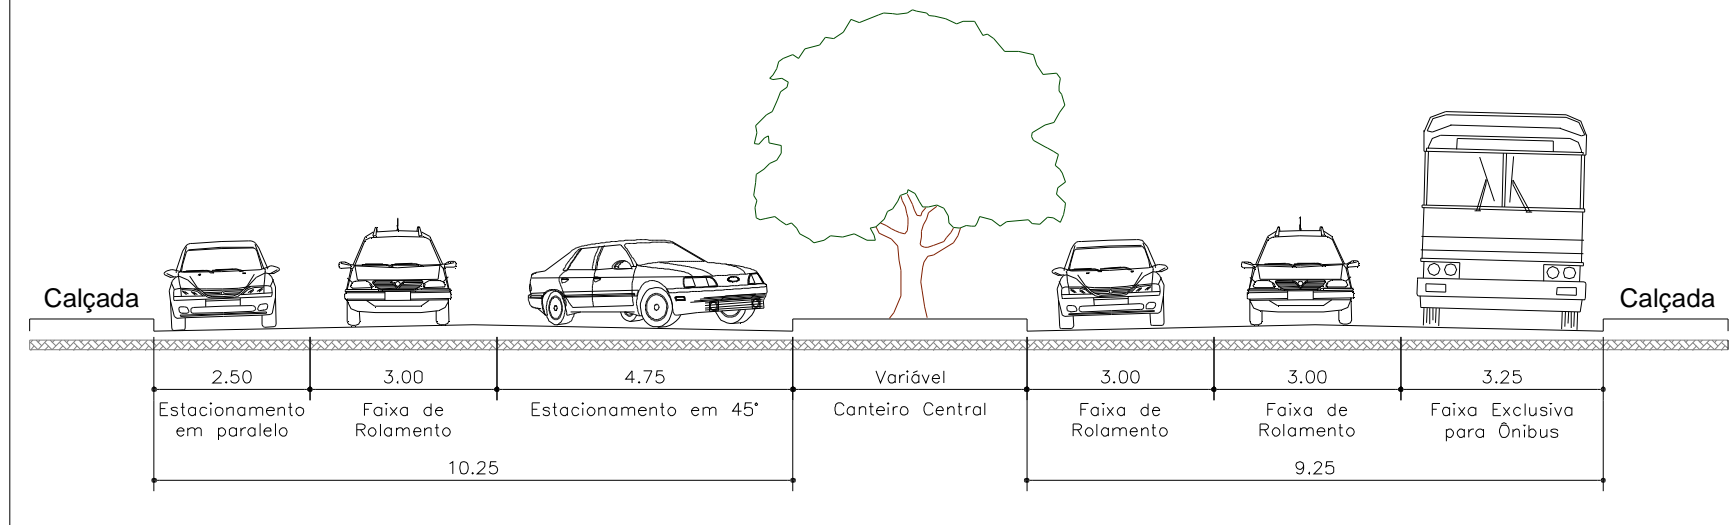 Calçada
Calçada
2.50
3.00
4.75
Variável
3.00
3.00
3.25
Estacionamento
em paralelo
Faixa de
Rolamento
Estacionamento em 45°
Canteiro Central
Faixa de
Rolamento
Faixa de
Rolamento
Faixa Exclusiva
para Ônibus
10.25
9.25